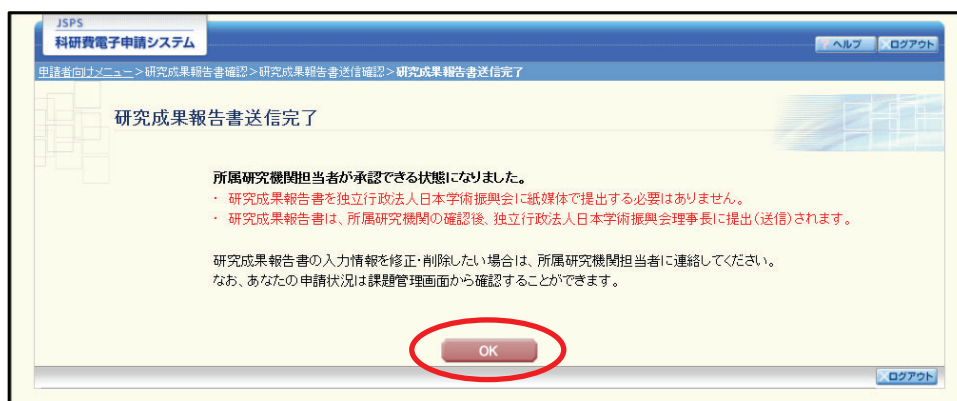 JSPS
科研費電子申請システム
? ヘルプ
ログアウト
申請者向けメニュー>研究成果報告書確認>研究成果報告書送信確認>研究成果報告書送信完了
研究成果報告書送信完了
所属研究機関担当者が承認できる状態になりました。
・ 研究成果報告書を独立行政法人日本学術振興会に紙媒体で提出する必要はありません。
・ 研究成果報告書は、所属研究機関の確認後、独立行政法人日本学術振興会理事長に提出(送信)されます。
研究成果報告書の入力情報を修正・削除したい場合は、所属研究機関担当者に連絡してください。
なお、あなたの申請状況は課題管理画面から確認することができます。
OK
ログアウト